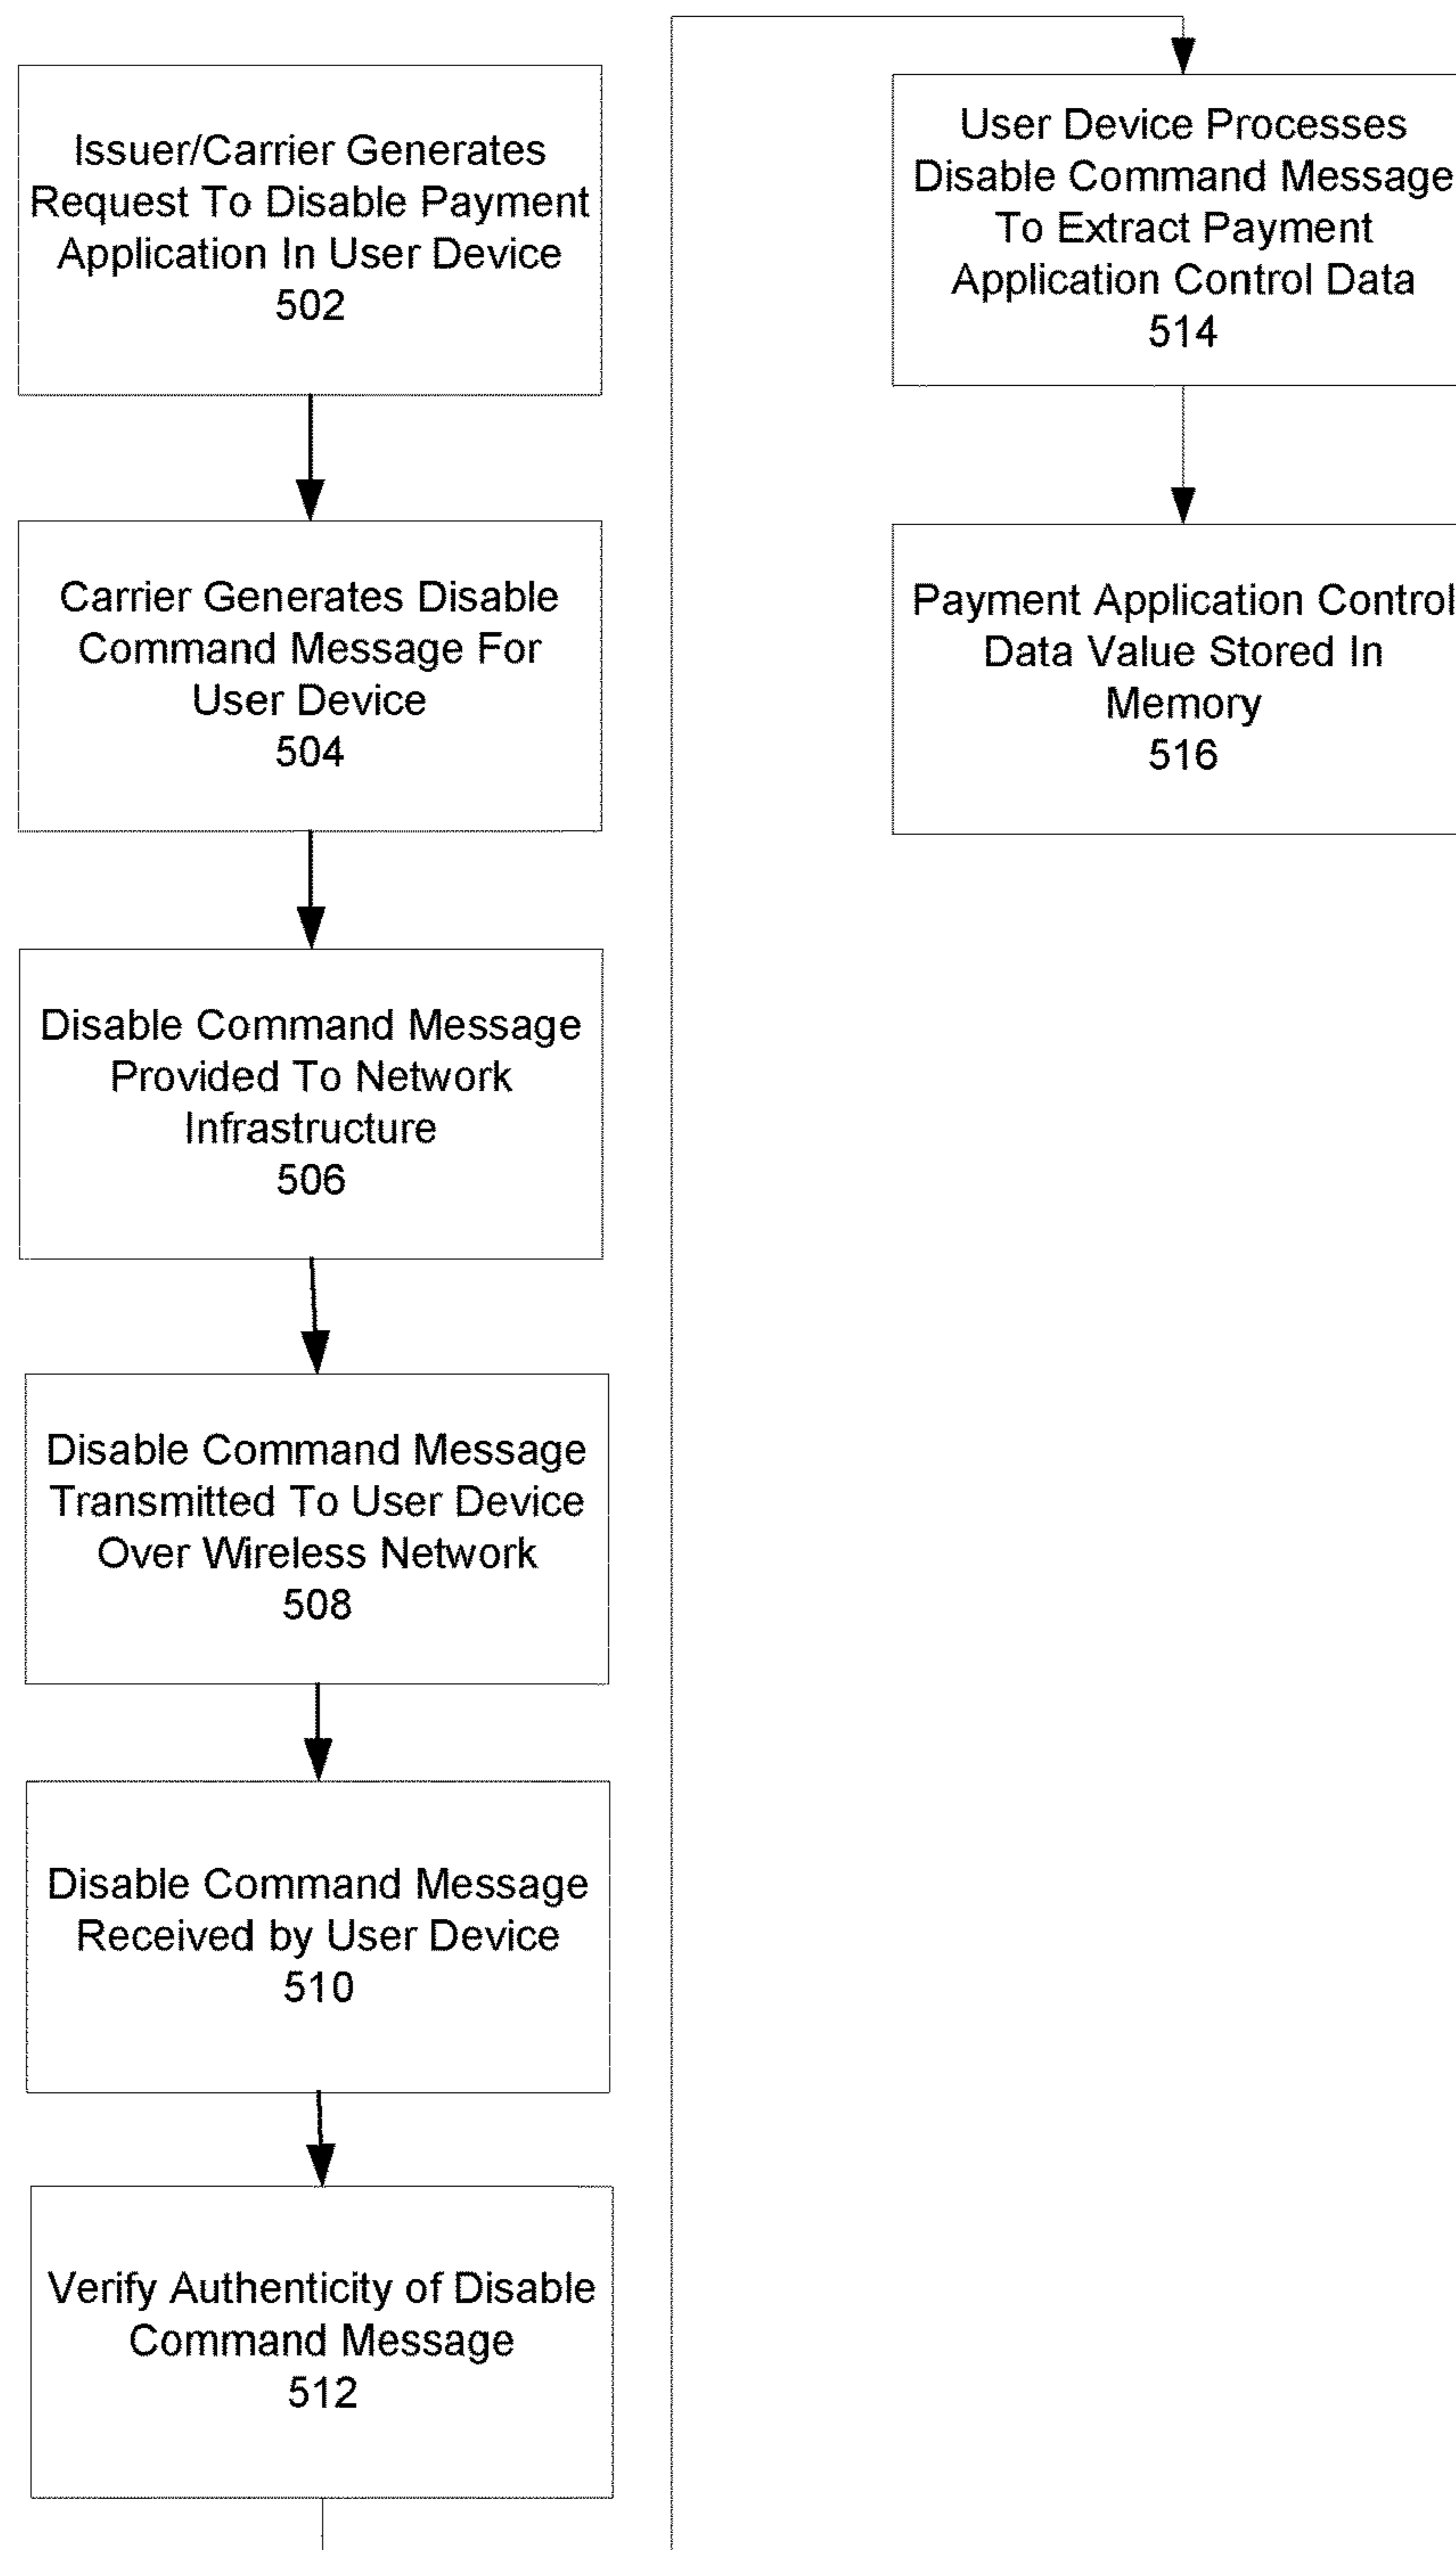 Issuer/Carrier Generates
Request To Disable Payment
Application In User Device
502
Carrier Generates Disable
Command Message For
User Device
504
Disable Command Message
Provided To Network
Infrastructure
506
Disable Command Message
Transmitted To User Device
Over Wireless Network
508
Disable Command Message
Received by User Device
510
Verify Authenticity of Disable
Command Message
512
User Device Processes
Disable Command Message
To Extract Payment
Application Control Data
514
Payment Application Control
Data Value Stored In
Memory
516